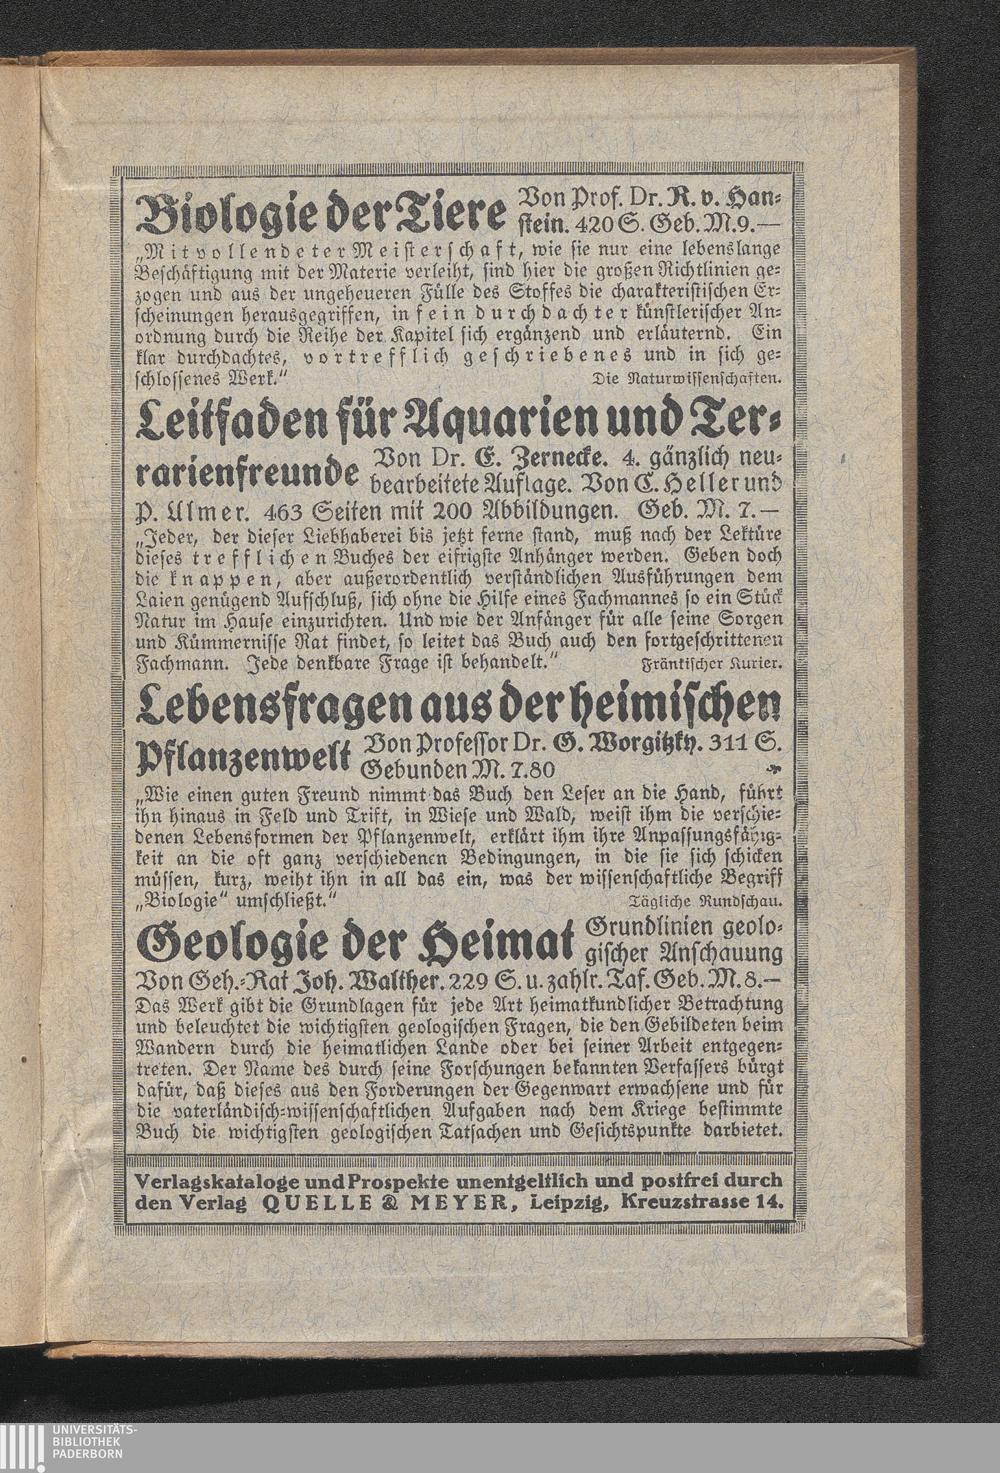 Biologie der Tiere Von Prof. Dr. R. v. Han-
stein. 420 S. Geb. M. 9.—
„Mit vollendeter Meisterschaft, wie sie nur eine lebenslange
Beschäftigung mit der Materie verleiht, sind hier die großen Richtlinien ge-
zogen und aus der ungeheueren Fülle des Stoffes die charakteristischen Er-
scheinungen herausgegriffen, in fein durchdachter künstlerischer An-
ordnung durch die Reihe der Kapitel sich ergänzend und erläuternd. Ein
klar durchdachtes, vortrefflich geschriebenes und in sich ge-
schlossenes Werk.“ Die Naturwissenschaften.
Leitfaden für Aquarien und Ter-
rarienfreunde Von Dr. E. Zernecke. 4. gänzlich neu-
bearbeitete Auflage. Von C. Heller und
P. Ulmer. 463 Seiten mit 200 Abbildungen. Geb. M. 7.—
„Jeder, der dieser Liebhaberei bis jetzt ferne stand, muß nach der Lektüre
dieses trefflichen Buches der eifrigste Anhänger werden. Geben doch
die knappen, aber außerordentlich verständlichen Ausführungen dem
Laien genügend Aufschluß, sich ohne die Hilfe eines Fachmannes so ein Stück
Natur im Hause einzurichten. Und wie der Anfänger für alle seine Sorgen
und Kümmernisse Rat findet, so leitet das Buch auch den fortgeschrittenen
Fachmann. Jede denkbare Frage ist behandelt.“ Fränkischer Kurier.
Lebensfragen aus der heimischen
Pflanzenwelt Von Professor Dr. G. Worgitzky. 311 S.
Gebunden M. 7.80
„Wie einen guten Freund nimmt das Buch den Leser an die Hand, führt
ihn hinaus in Feld und Trift, in Wiese und Wald, weist ihm die verschie-
denen Lebensformen der Pflanzenwelt, erklärt ihm ihre Anpassungsfähig-
keit an die oft ganz verschiedenen Bedingungen, in die sie sich schicken
müssen, kurz, weiht ihn in all das ein, was der wissenschaftliche Begriff
„Biologie“ umschließt.“ Tägliche Rundschau.
Geologie der Heimat Grundlinien geolo-
gischer Anschauung
Von Geh.-Rat Joh. Walther. 229 S. u. zahlr. Taf. Geb. M. 8.—
Das Werk gibt die Grundlagen für jede Art heimatkundlicher Betrachtung
und beleuchtet die wichtigsten geologischen Fragen, die den Gebildeten beim
Wandern durch die heimatlichen Lande oder bei seiner Arbeit entgegen-
treten. Der Name des durch seine Forschungen bekannten Verfassers bürgt
dafür, daß dieses aus den Forderungen der Gegenwart erwachsene und für
die vaterländisch-wissenschaftlichen Aufgaben nach dem Kriege bestimmte
Buch die wichtigsten geologischen Tatsachen und Gesichtspunkte darbietet.
Verlagskataloge und Prospekte unentgeltlich und postfrei durch
den Verlag QUELLE & MEYER, Leipzig, Kreuzstrasse 14.
UNIVERSITÄTS-
BIBLIOTHEK
PADERBORN